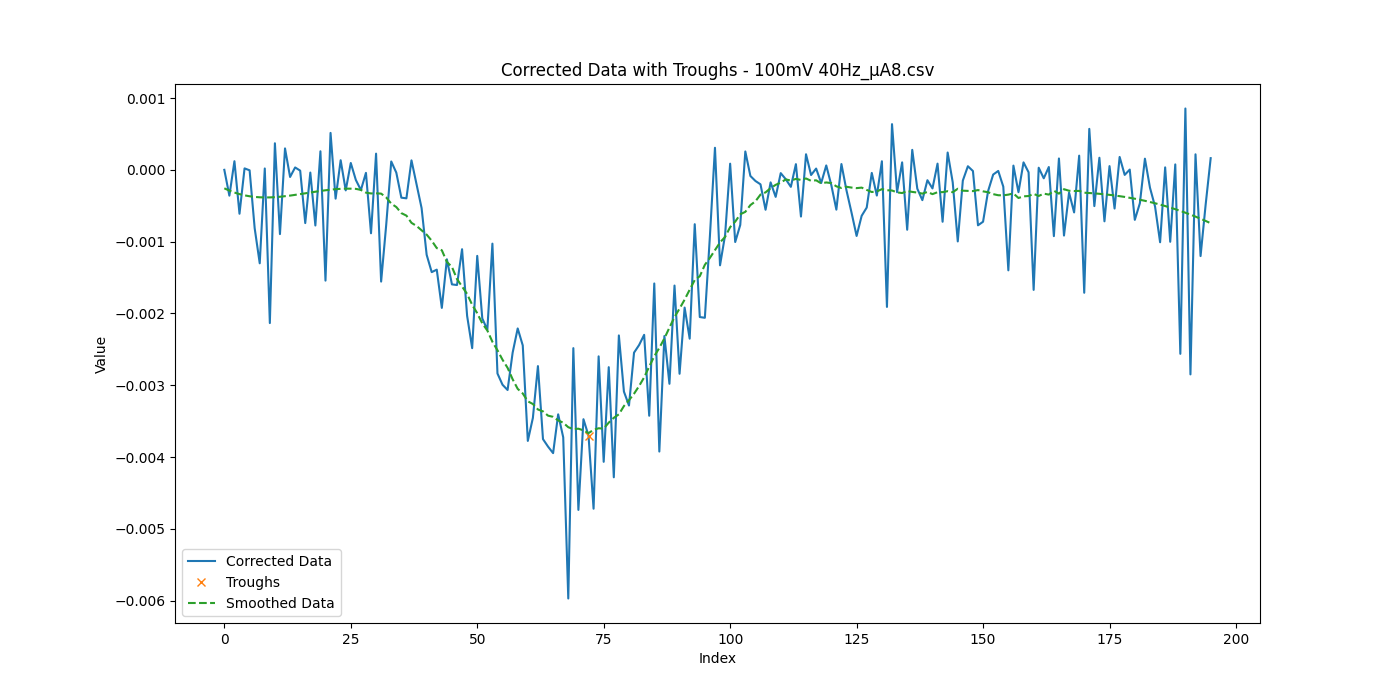 Corrected Data with Troughs - 100mV 40Hz_μA8.csv
0.001
0.000
−0.001
−0.002
−0.003
−0.004
−0.005
−0.006
Value
Corrected Data
Troughs
Smoothed Data
0 25 50 75 100 125 150 175 200
Index